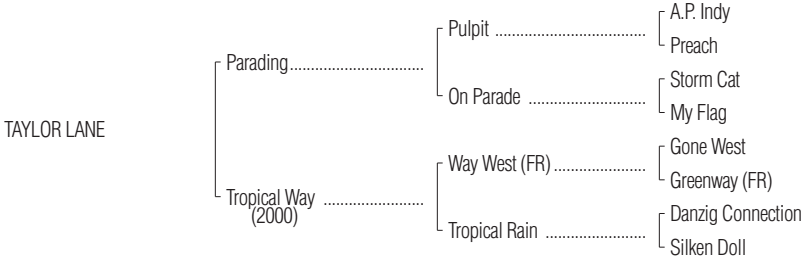 A.P. Indy
Pulpit ....................................
Preach
Parading................................
Storm Cat
On Parade ............................
My Flag
TAYLOR LANE
Gone West
Way West (FR)......................
Greenway (FR)
Tropical Way ........................
(2000)
Danzig Connection
Tropical Rain ........................
Silken Doll